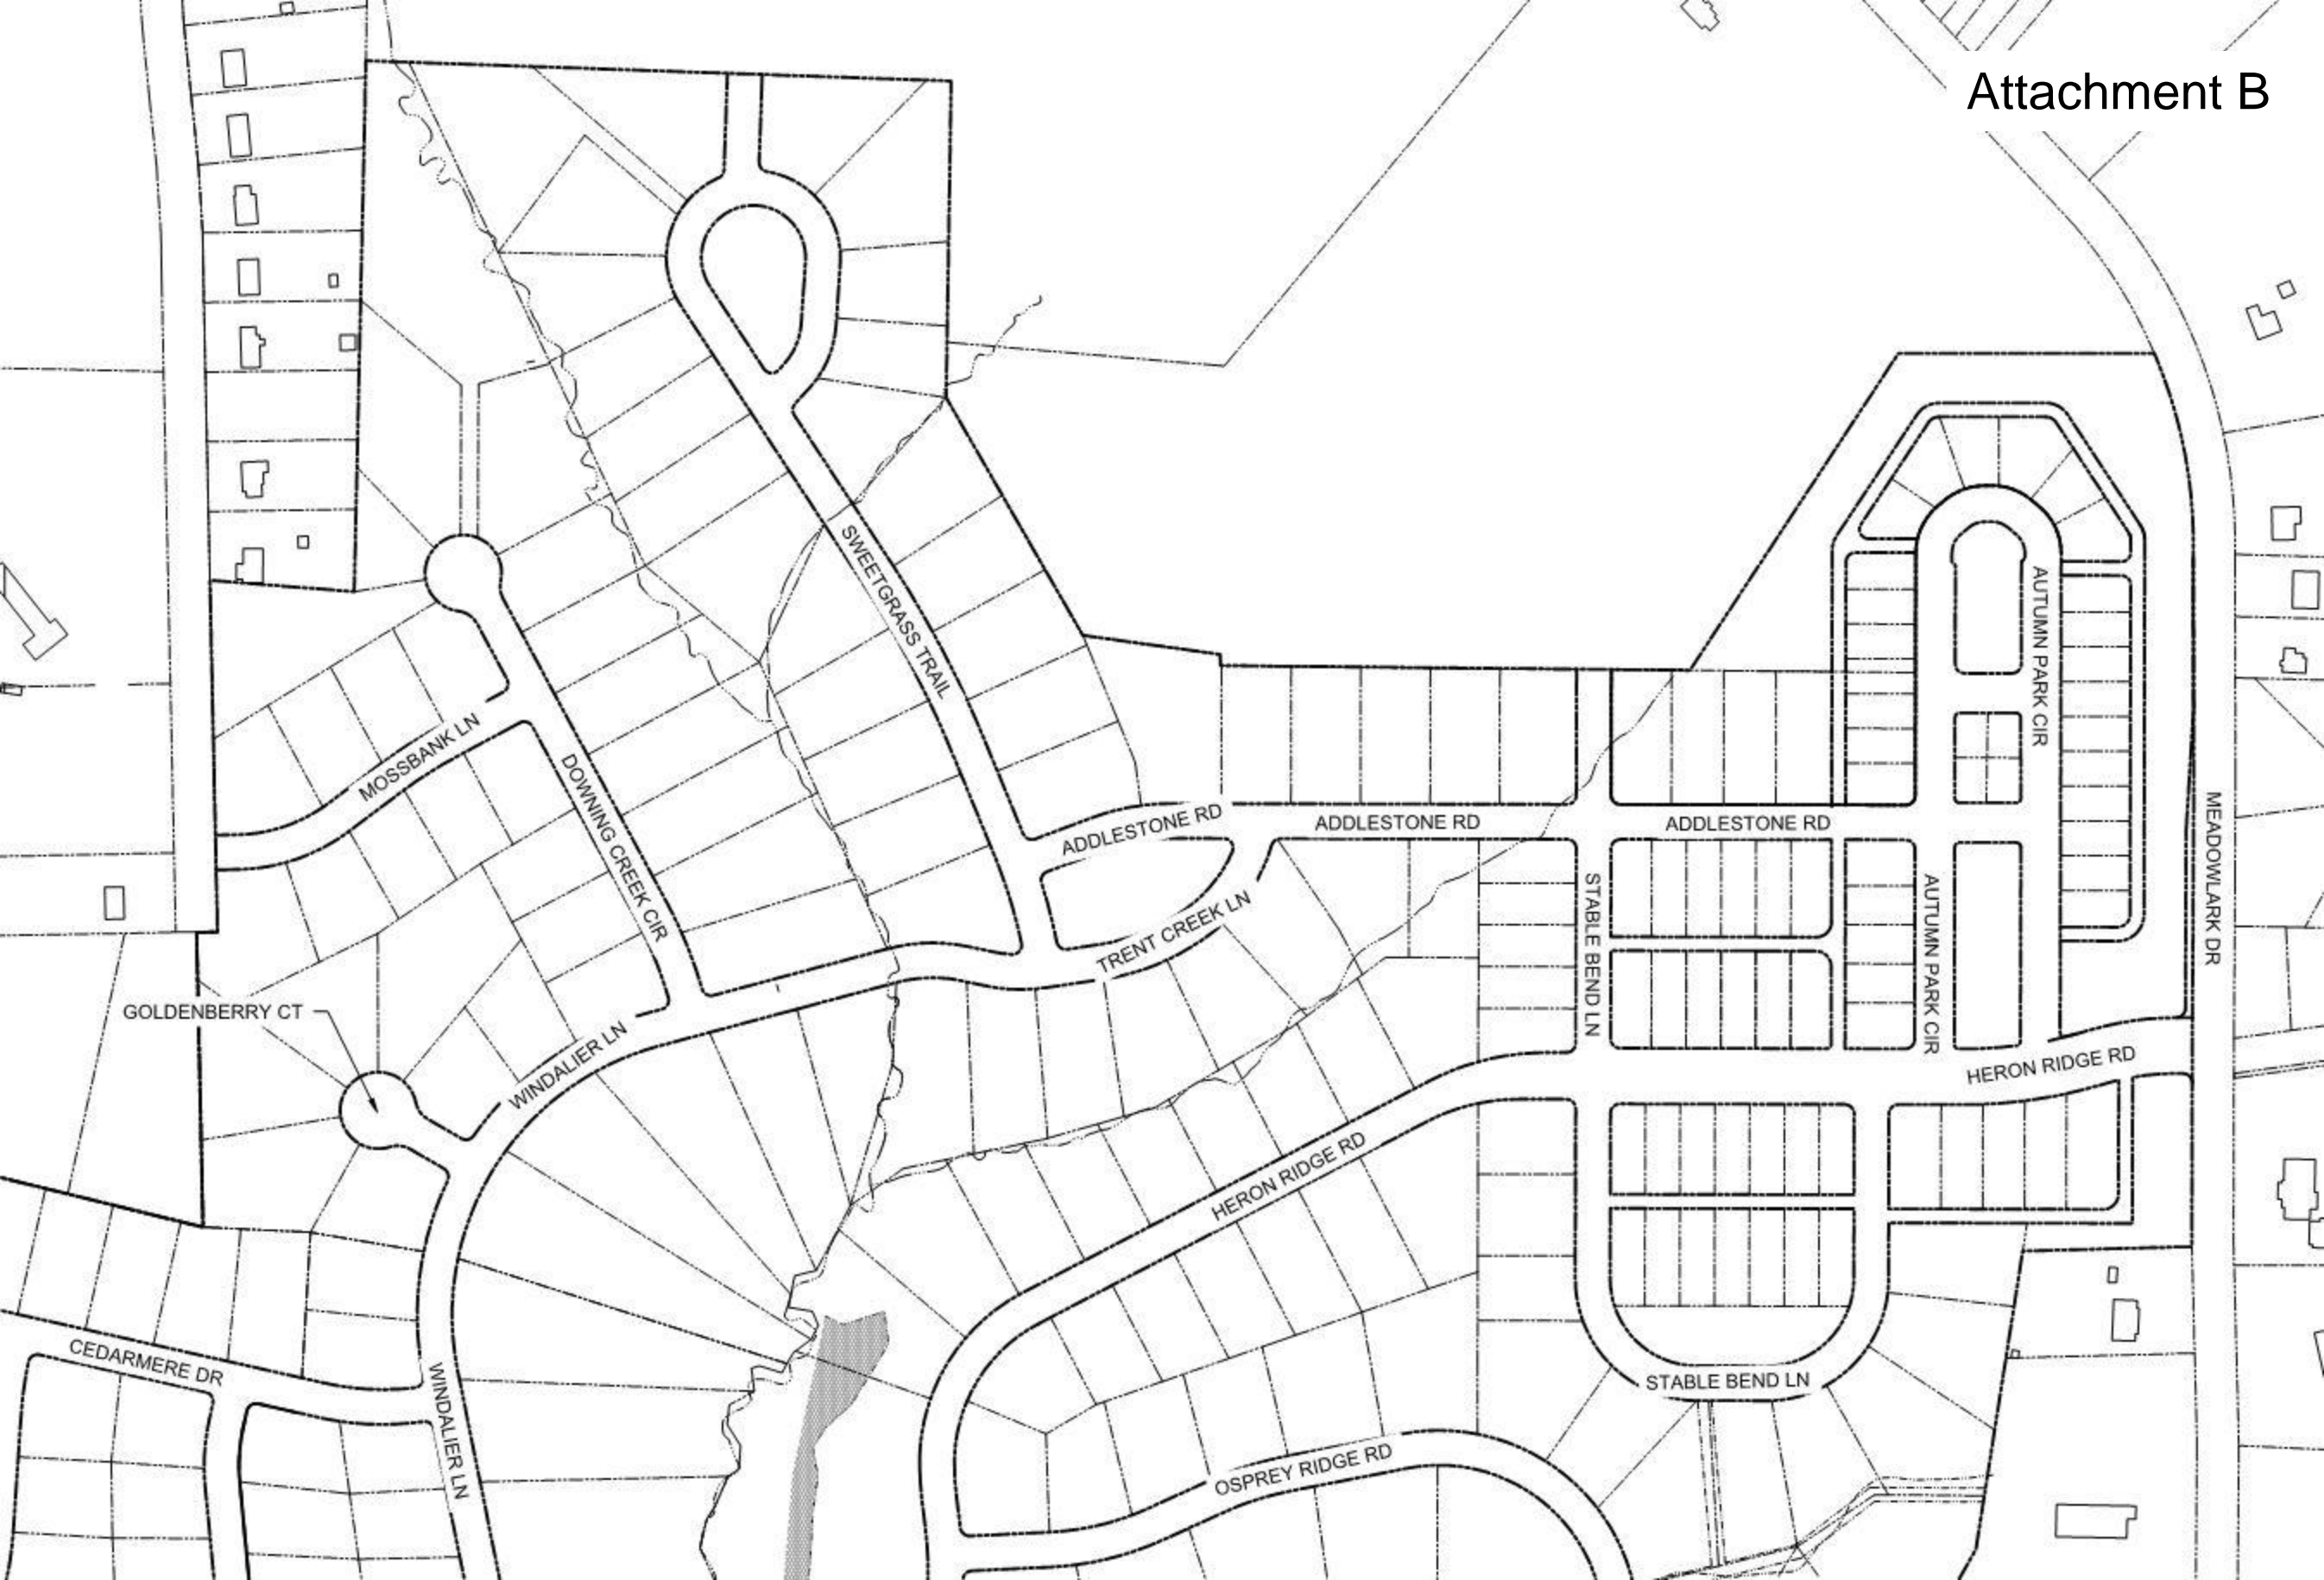 Attachment B
SWEETGRASS TRAIL
AUTUMN PARK CIR
MOSSBANK LN
DOWNING CREEK CIR
ADDLESTONE RD
ADDLESTONE RD
ADDLESTONE RD
MEADOWLARK DR
STABLE BEND LN
AUTUMN PARK CIR
TRENT CREEK LN
GOLDENBERRY CT
WINDALIER LN
HERON RIDGE RD
HERON RIDGE RD
CEDARMERE DR
WINDALIER LN
STABLE BEND LN
OSPREY RIDGE RD